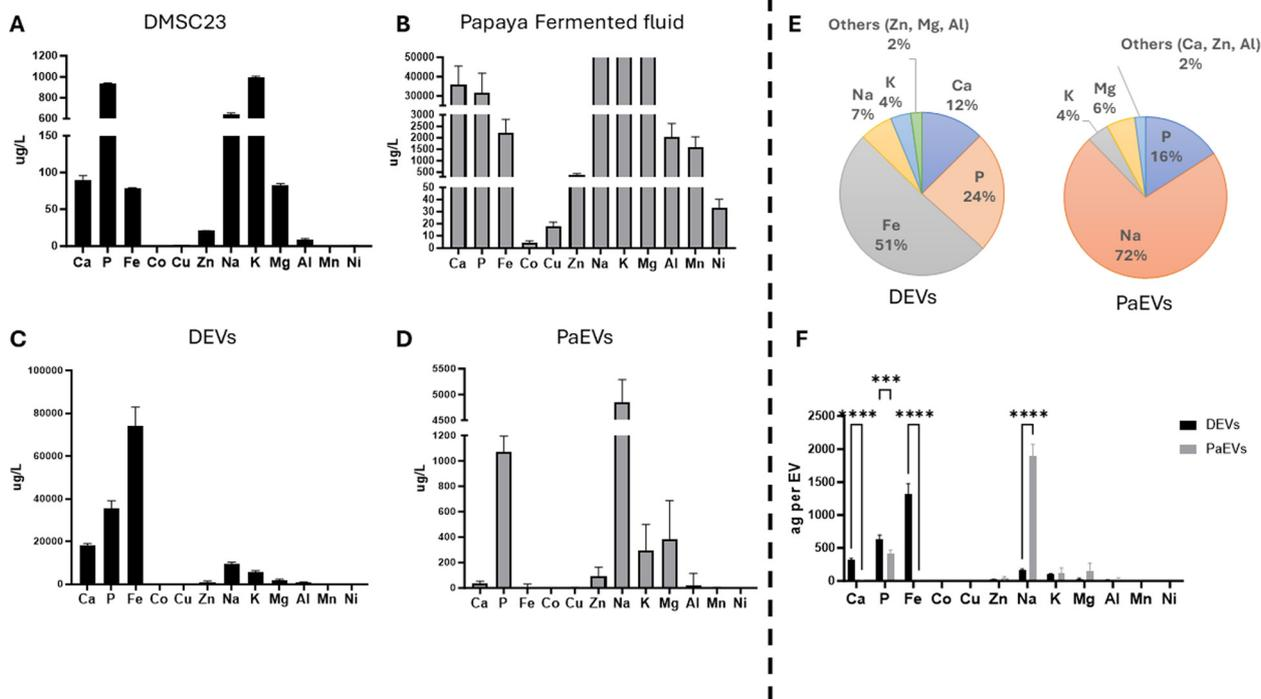 A
DMSC23
1200
1000
800
600
150
100
50
0
ug/L
Ca P Fe Co Cu Zn Na K Mg Al Mn Ni
B
Papaya Fermented fluid
50000
40000
30000
3000
2500
2000
1500
1000
500
50
40
30
20
10
0
ug/L
Ca P Fe Co Cu Zn Na K Mg Al Mn Ni
C
DEVs
100000
80000
60000
40000
20000
0
ug/L
Ca P Fe Co Cu Zn Na K Mg Al Mn Ni
D
PaEVs
5500
5000
4500
1200
1000
800
600
400
200
0
ug/L
Ca P Fe Co Cu Zn Na K Mg Al Mn Ni
E
Others (Zn, Mg, Al)
2%
Ca
12%
P
24%
Fe
51%
Na
7%
K
4%
DEVs
Others (Ca, Zn, Al)
2%
P
16%
Na
72%
K
4%
Mg
6%
PaEVs
F
2500
2000
1500
1000
500
0
ag per EV
****
***
****
****
DEVs
PaEVs
Ca P Fe Co Cu Zn Na K Mg Al Mn Ni